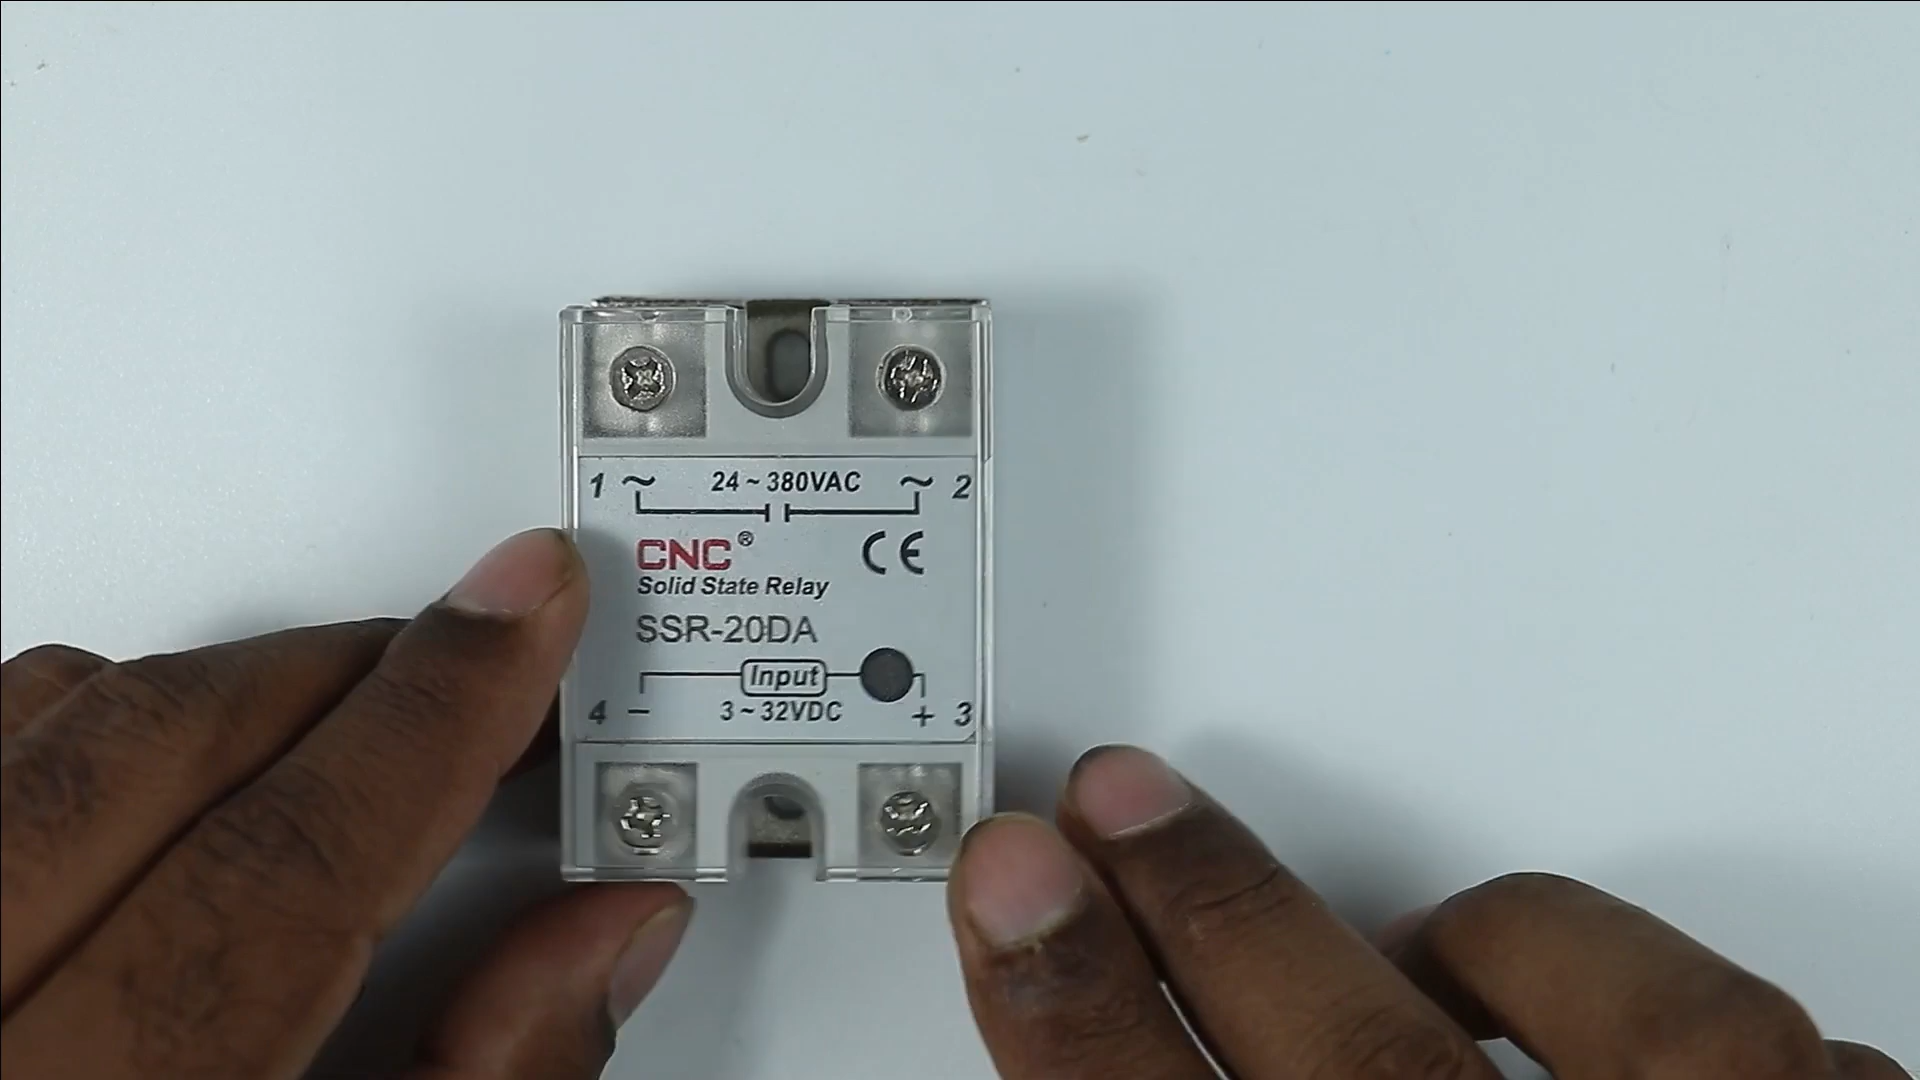 1 ~ 24 ~ 380VAC ~ 2
CNC® CE
Solid State Relay
SSR-20DA
Input
4 − 3 ~ 32VDC + 3